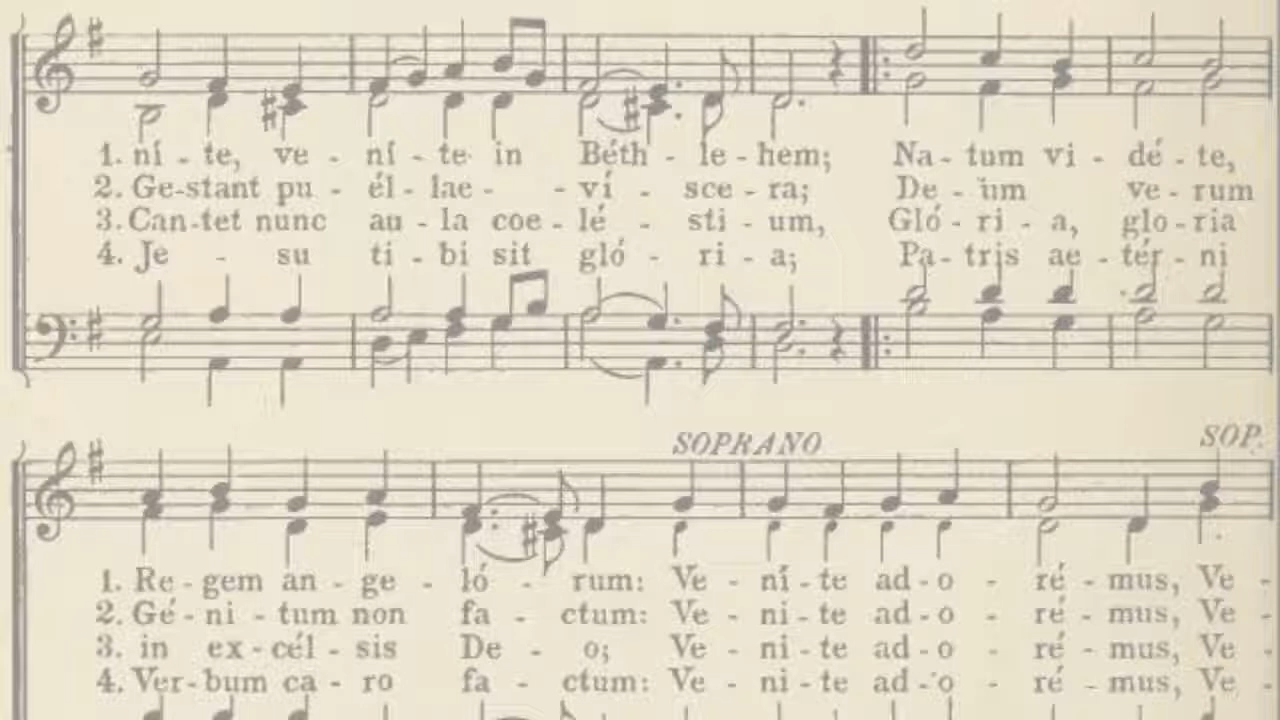 1. ní - te, ve - ní - te in Béth - le - hem; Na - tum vi - dé - te,
2. Ge-stant pu - él - lae - - ví - sce - ra; De - um ve - rum
3. Can-tet nunc au - la coe - lé - sti - um, Gló - ri - a, glo-ria
4. Je - su ti - bi sit gló - ri - a; Pa - tris ae - tér - ni
SOPRANO SOP.
1. Re - gem an - ge - ló - rum: Ve - ní - te ad - o - ré - mus, Ve -
2. Gé - ni - tum non fa - ctum: Ve - ni - te ad - o - ré - mus, Ve -
3. in ex - cél - sis De - o; Ve - ni - te ad - o - ré - mus, Ve -
4. Ver - bum ca - ro fa - ctum: Ve - ni - te ad - o - ré - mus, Ve -